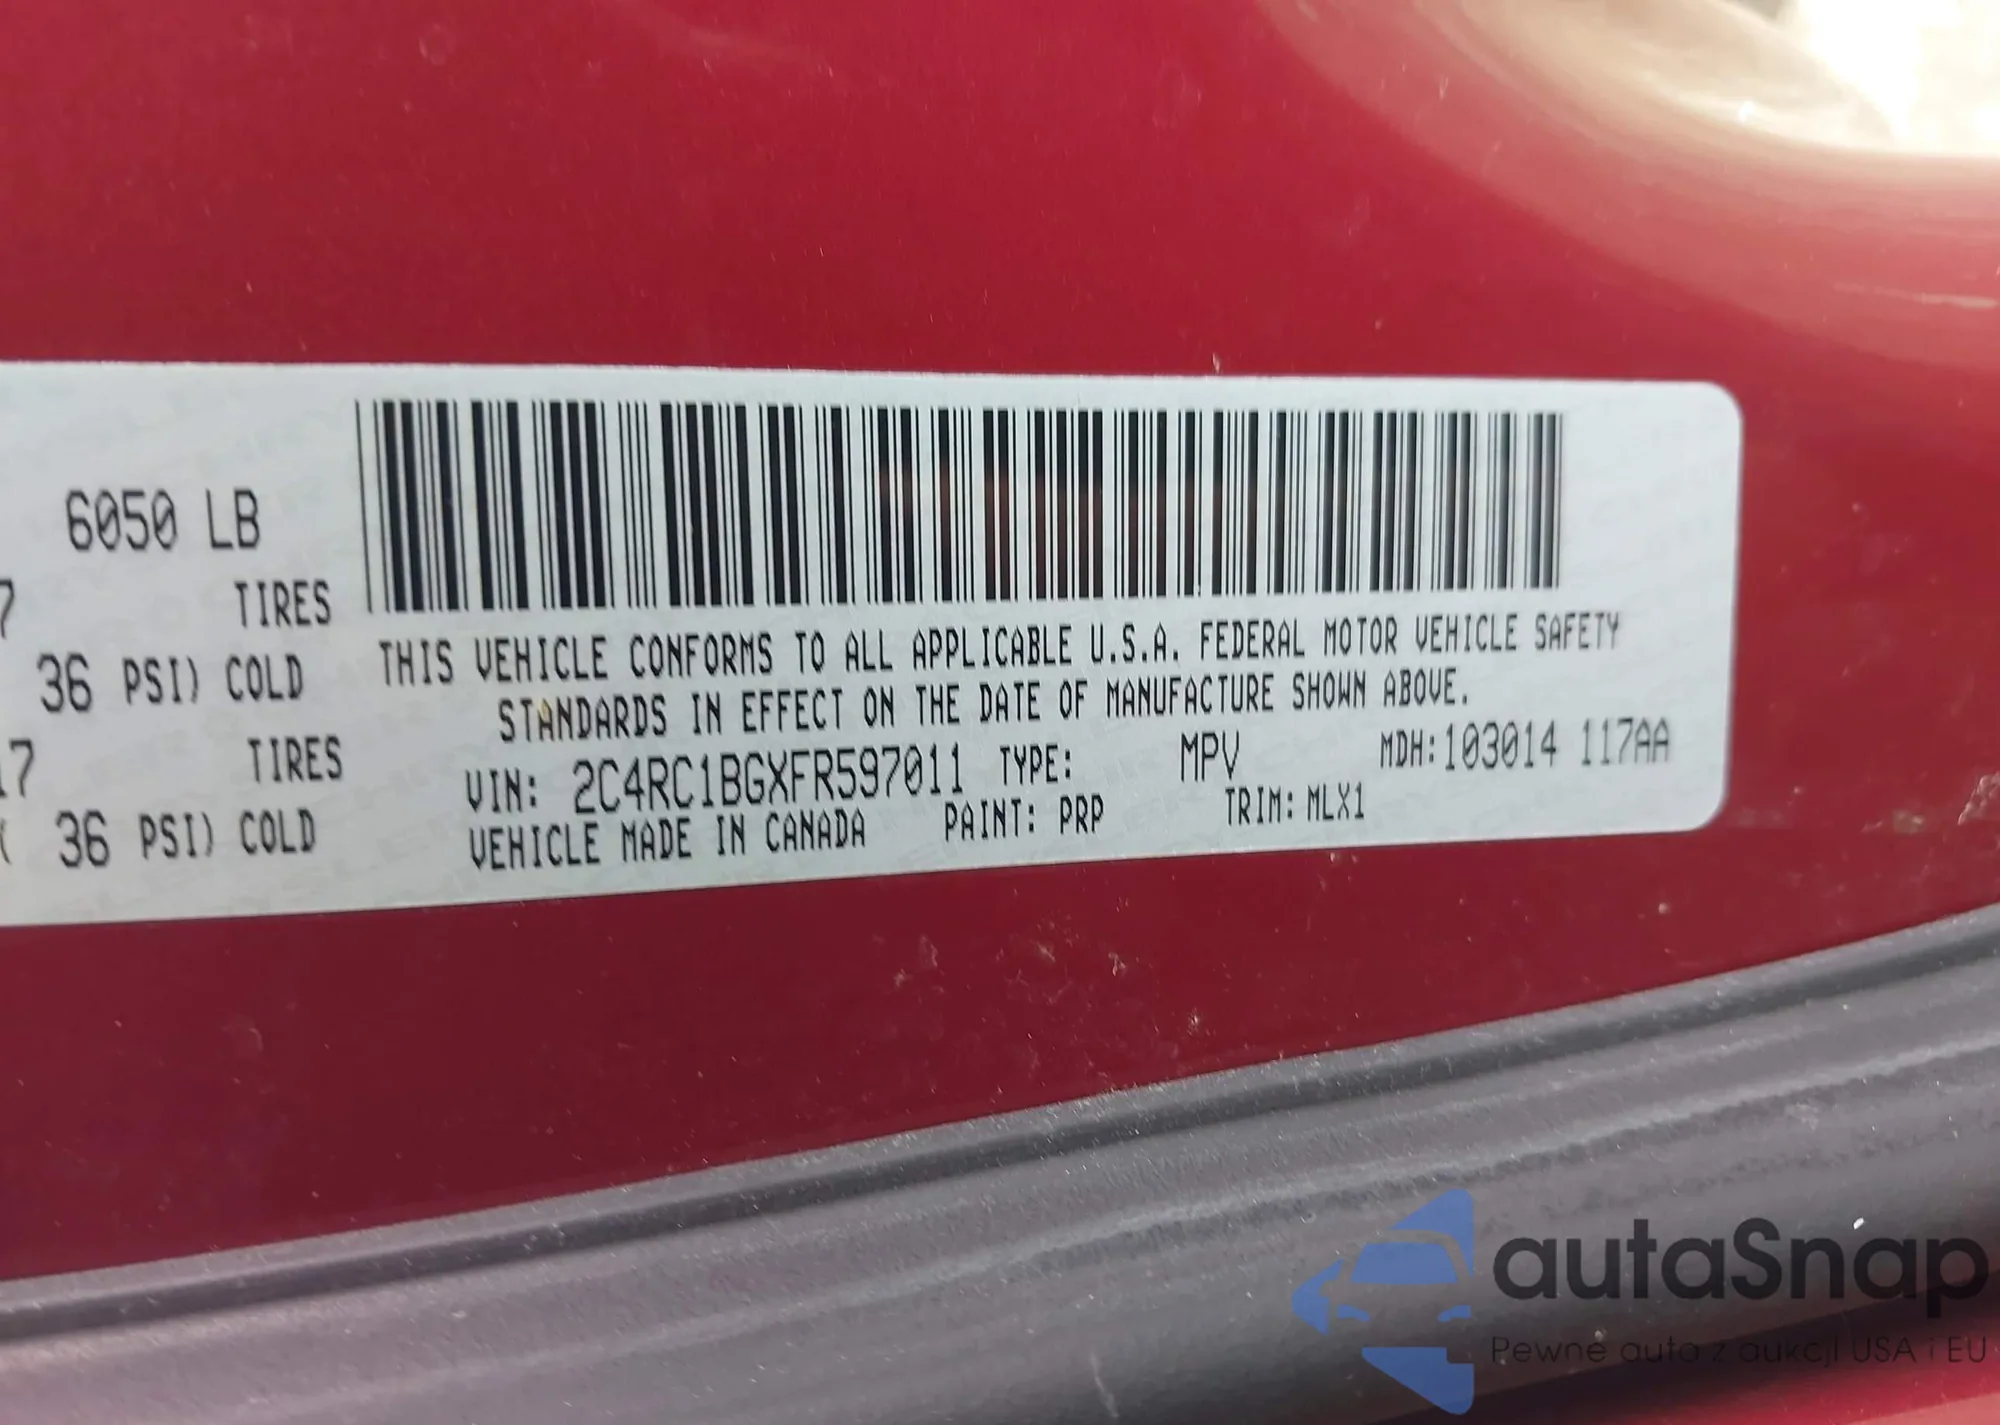 6050 LB
7 TIRES
36 PSI) COLD
17 TIRES
36 PSI) COLD
THIS VEHICLE CONFORMS TO ALL APPLICABLE U.S.A. FEDERAL MOTOR VEHICLE SAFETY
STANDARDS IN EFFECT ON THE DATE OF MANUFACTURE SHOWN ABOVE.
VIN: 2C4RC1BGXFR597011 TYPE: MPV MDH: 103014 117AA
VEHICLE MADE IN CANADA PAINT: PRP TRIM: MLX1
autaSnap
Pewne auta z aukcji USA i EU